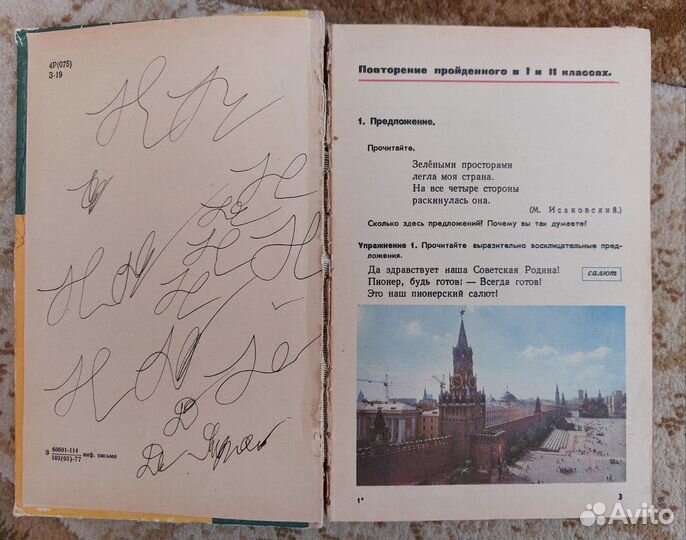 4Р(075)
З-19
Н Н
Н
Н
Н Н
Н
Н
Д
З 60601-114
103(03)-77 инф. письмо
Повторение пройденного в I и II классах.
1. Предложение.
Прочитайте.
Зелёными просторами
легла моя страна.
На все четыре стороны
раскинулась она.
(М. Исаковский.)
Сколько здесь предложений? Почему вы так думаете?
Упражнение 1. Прочитайте выразительно восклицательные пред-
ложения.
Да здравствует наша Советская Родина!
Пионер, будь готов! — Всегда готов!
Это наш пионерский салют!
салют
1*
3
Avito